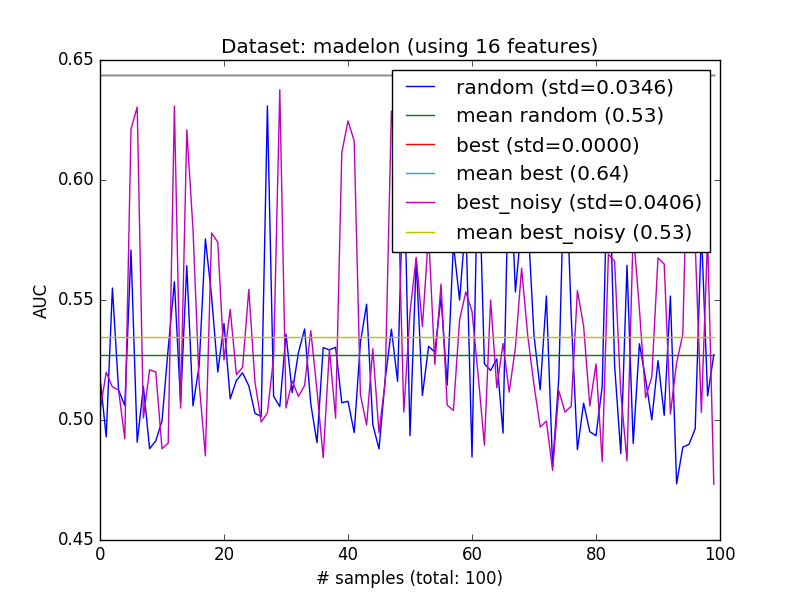 Dataset: madelon (using 16 features)
0.65
0.60
0.55
0.50
0.45
AUC
random (std=0.0346)
mean random (0.53)
best (std=0.0000)
mean best (0.64)
best_noisy (std=0.0406)
mean best_noisy (0.53)
0 20 40 60 80 100
# samples (total: 100)